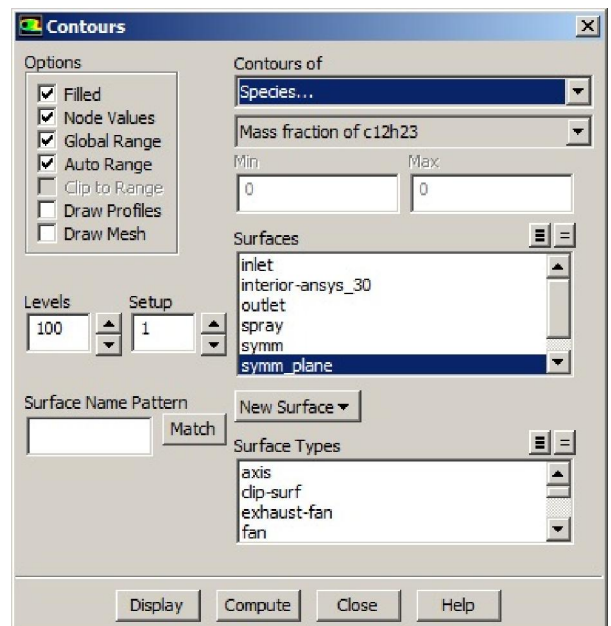 Contours
Options
Filled
Node Values
Global Range
Auto Range
Clip to Range
Draw Profiles
Draw Mesh
Levels
Setup
100
1
Surface Name Pattern
Match
Contours of
Species...
Mass fraction of c12h23
Min
Max
0
0
Surfaces
inlet
interior-ansys_30
outlet
spray
symm
symm_plane
New Surface
Surface Types
axis
clip-surf
exhaust-fan
fan
Display
Compute
Close
Help